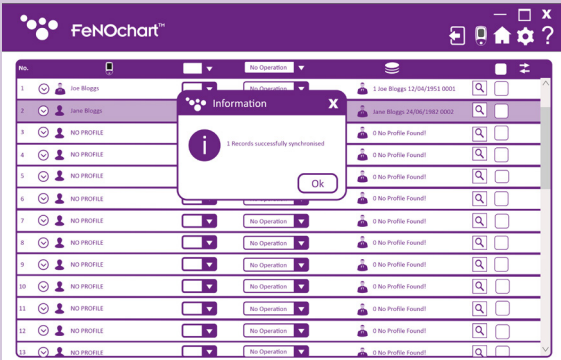 FeNOchart™
No.
No Operation
1 Joe Bloggs 1 Joe Bloggs 12/04/1951 0001
2 Jane Bloggs Jane Bloggs 24/06/1982 0002
Information X
1 Records successfully synchronised
Ok
3 NO PROFILE 0 No Profile Found!
4 NO PROFILE 0 No Profile Found!
5 NO PROFILE 0 No Profile Found!
6 NO PROFILE No Operation 0 No Profile Found!
7 NO PROFILE No Operation 0 No Profile Found!
8 NO PROFILE No Operation 0 No Profile Found!
9 NO PROFILE No Operation 0 No Profile Found!
10 NO PROFILE No Operation 0 No Profile Found!
11 NO PROFILE No Operation 0 No Profile Found!
12 NO PROFILE No Operation 0 No Profile Found!
13 NO PROFILE No Operation 0 No Profile Found!